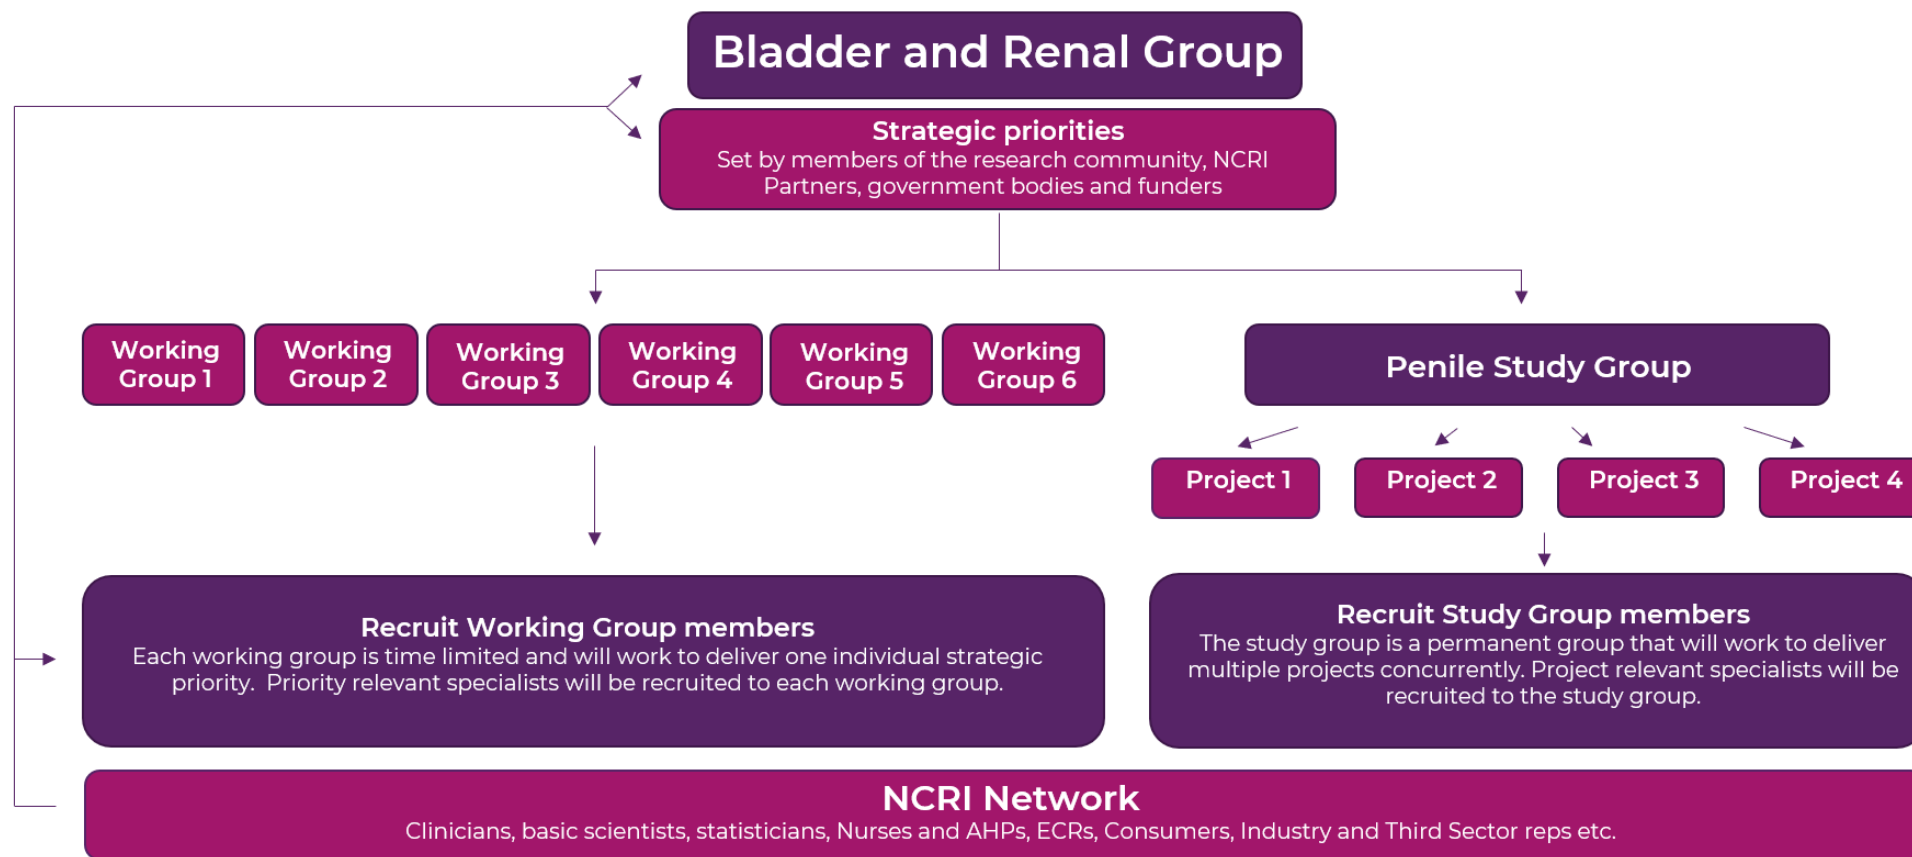 Bladder and Renal Group
Strategic priorities
Set by members of the research community, NCRI
Partners, government bodies and funders
Working
Group 1
Working
Group 2
Working
Group 3
Working
Group 4
Working
Group 5
Working
Group 6
Penile Study Group
Project 1
Project 2
Project 3
Project 4
Recruit Working Group members
Each working group is time limited and will work to deliver one individual strategic
priority.  Priority relevant specialists will be recruited to each working group.
Recruit Study Group members
The study group is a permanent group that will work to deliver
multiple projects concurrently. Project relevant specialists will be
recruited to the study group.
NCRI Network
Clinicians, basic scientists, statisticians, Nurses and AHPs, ECRs, Consumers, Industry and Third Sector reps etc.